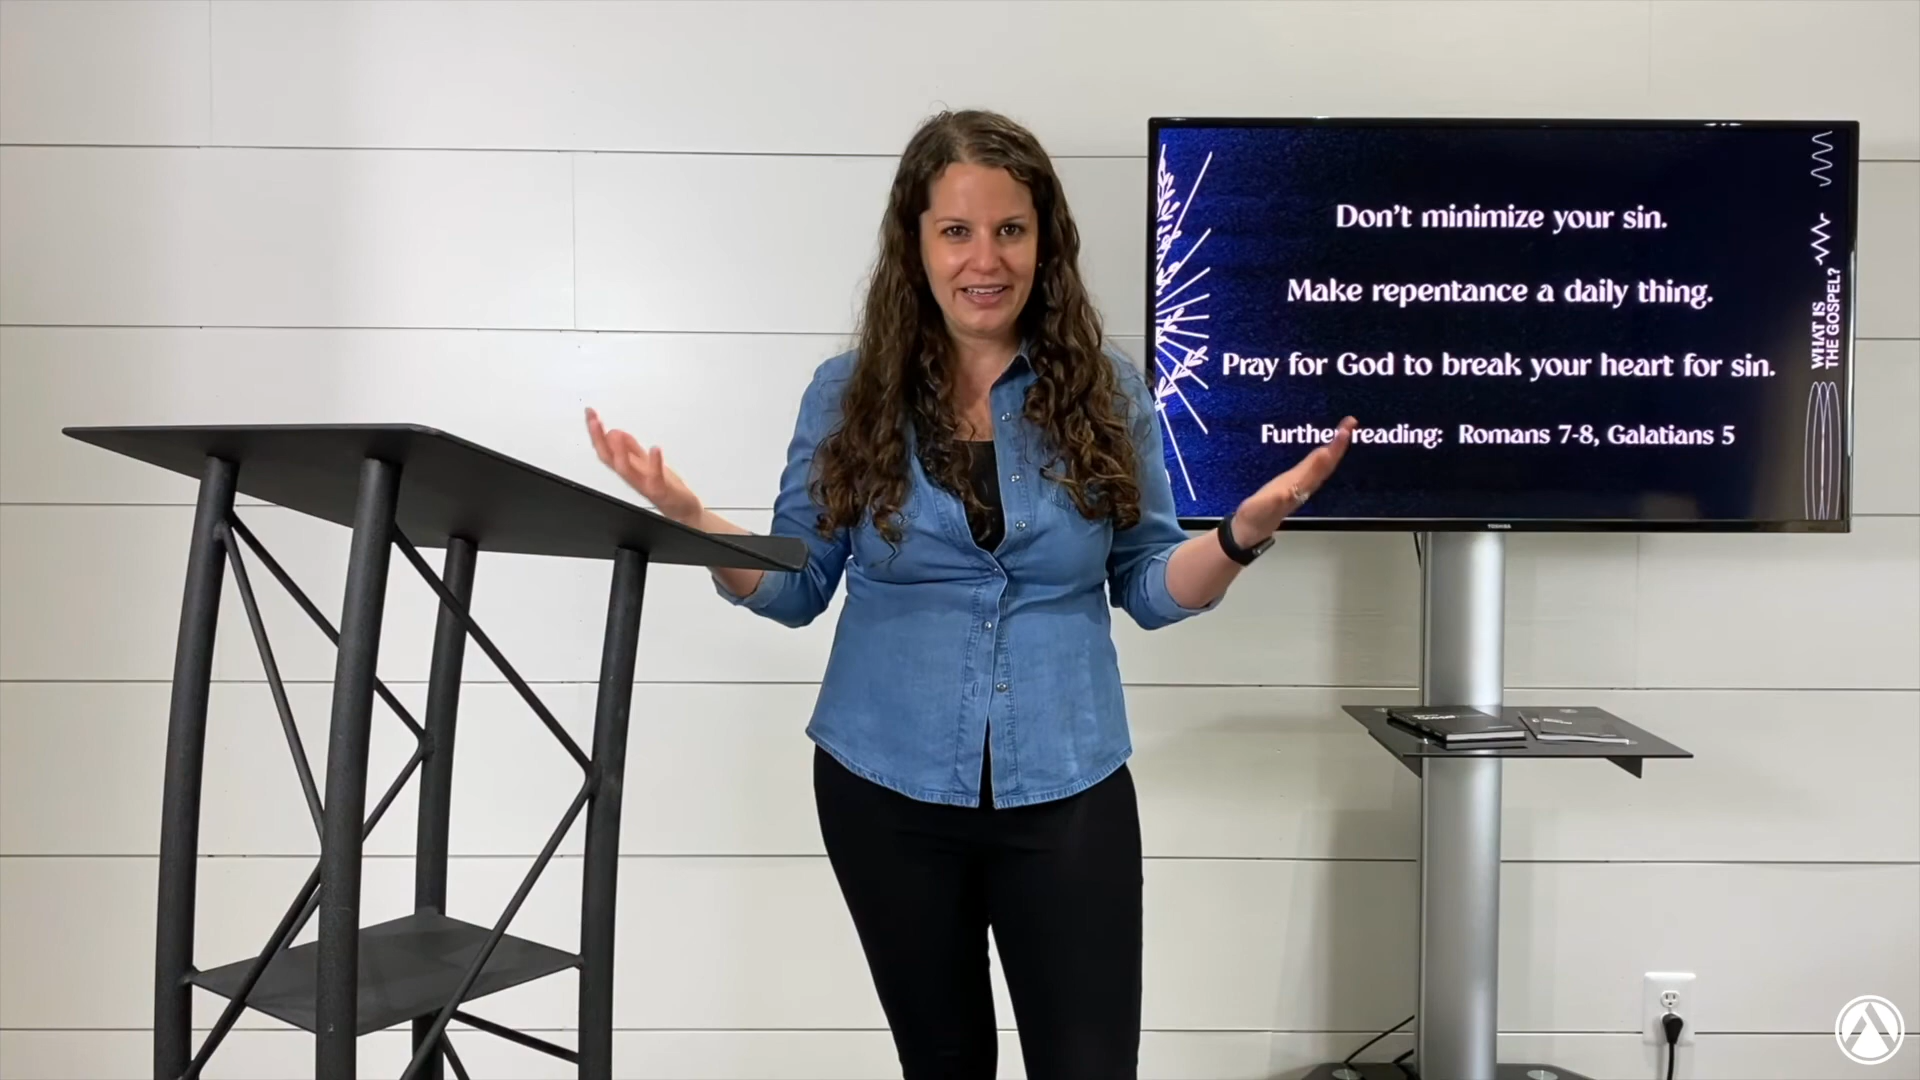 Don't minimize your sin.
Make repentance a daily thing.
Pray for God to break your heart for sin.
Further reading: Romans 7-8, Galatians 5
WHAT IS
THE GOSPEL?
TOSHIBA